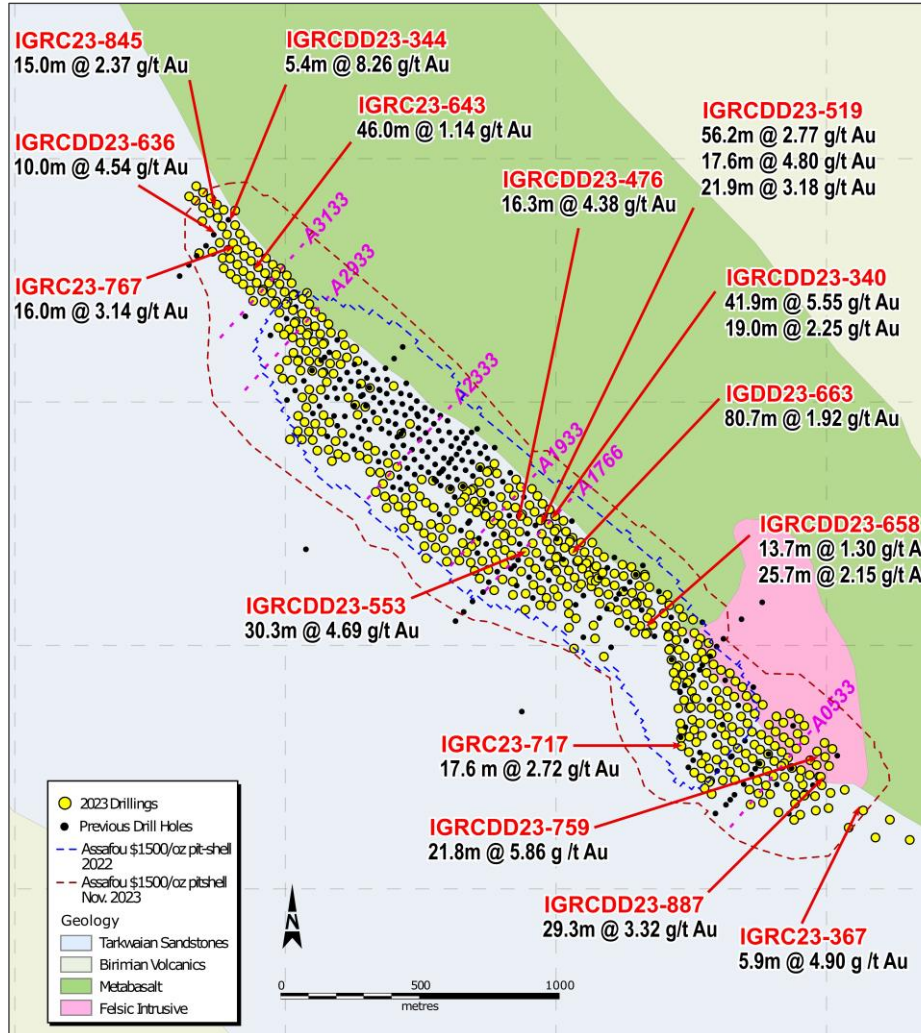 IGRC23-845
15.0m @ 2.37 g/t Au
IGRCDD23-344
5.4m @ 8.26 g/t Au
IGRC23-643
46.0m @ 1.14 g/t Au
IGRCDD23-519
56.2m @ 2.77 g/t Au
17.6m @ 4.80 g/t Au
21.9m @ 3.18 g/t Au
IGRCDD23-636
10.0m @ 4.54 g/t Au
IGRCDD23-476
16.3m @ 4.38 g/t Au
IGRC23-767
16.0m @ 3.14 g/t Au
IGRCDD23-340
41.9m @ 5.55 g/t Au
19.0m @ 2.25 g/t Au
IGDD23-663
80.7m @ 1.92 g/t Au
IGRCDD23-658
13.7m @ 1.30 g/t A
25.7m @ 2.15 g/t A
A3133
A2933
A2333
A1933
A1766
A0533
IGRCDD23-553
30.3m @ 4.69 g/t Au
IGRC23-717
17.6 m @ 2.72 g/t Au
IGRCDD23-759
21.8m @ 5.86 g /t Au
IGRCDD23-887
29.3m @ 3.32 g/t Au
IGRC23-367
5.9m @ 4.90 g /t Au
2023 Drillings
Previous Drill Holes
Assafou $1500/oz pit-shell
2022
Assafou $1500/oz pitshell
Nov. 2023
Geology
Tarkwaian Sandstones
Birimian Volcanics
Metabasalt
Felsic Intrusive
N
0 500 1000
metres